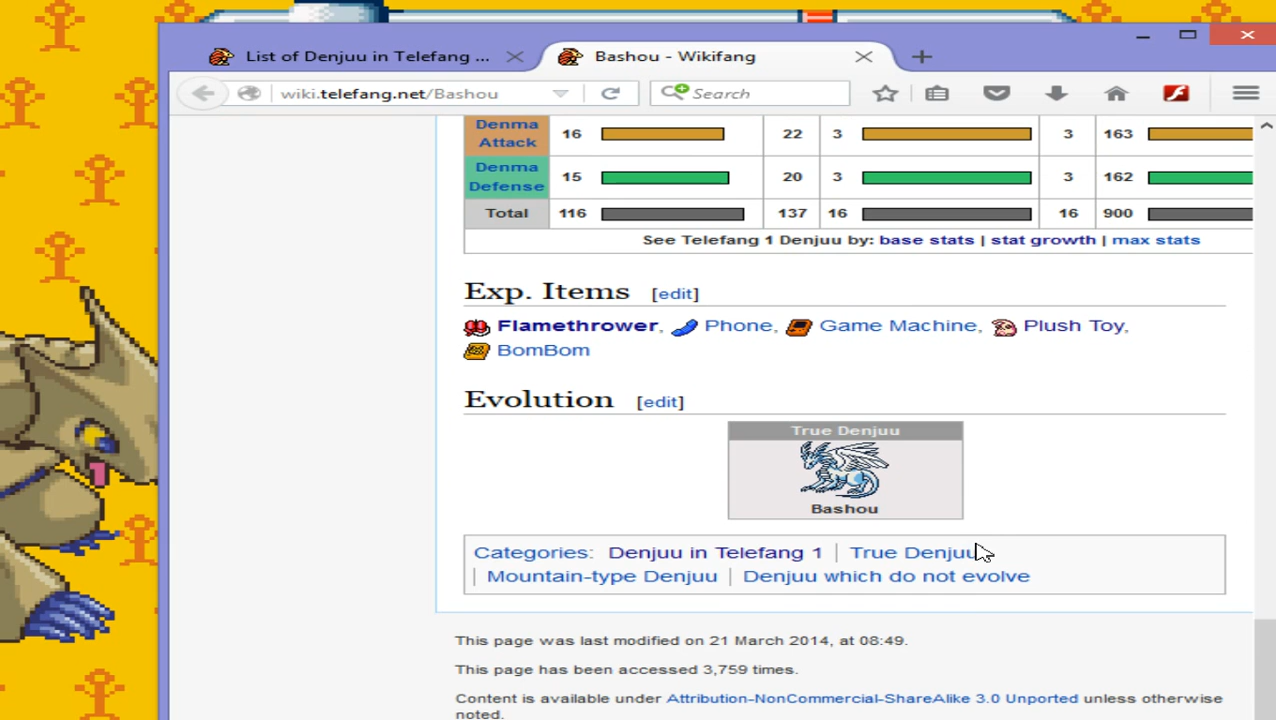 List of Denjuu in Telefang ...
Bashou - Wikifang
wiki.telefang.net/Bashou
Search
Denma Attack 16 22 3 3 163
Denma Defense 15 20 3 3 162
Total 116 137 16 16 900
See Telefang 1 Denjuu by: base stats | stat growth | max stats
Exp. Items [edit]
Flamethrower, Phone, Game Machine, Plush Toy,
BomBom
Evolution [edit]
True Denjuu
Bashou
Categories: Denjuu in Telefang 1 | True Denjuu
| Mountain-type Denjuu | Denjuu which do not evolve
This page was last modified on 21 March 2014, at 08:49.
This page has been accessed 3,759 times.
Content is available under Attribution-NonCommercial-ShareAlike 3.0 Unported unless otherwise
noted.